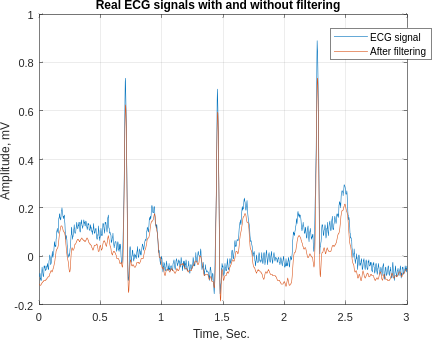 Real ECG signals with and without filtering
ECG signal
After filtering
Amplitude, mV
1
0.8
0.6
0.4
0.2
0
-0.2
0
0.5
1
1.5
2
2.5
3
Time, Sec.